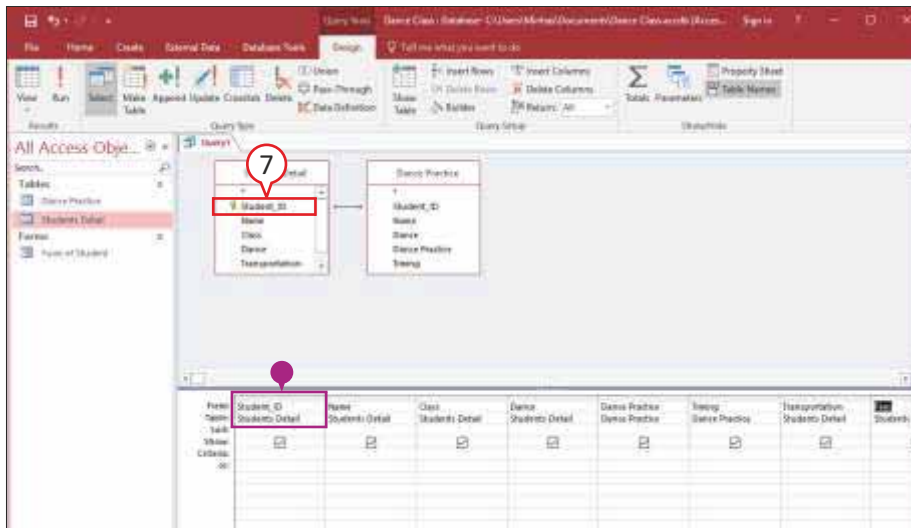 Query Tools Dance Class : Database- C:\Users\Minhas\Documents\Dance Class.accdb (Acces... Sign in ?
File Home Create External Data Database Tools Design Tell me what you want to do
View Run Select Make Table Append Update Crosstab Delete
Union
Pass-Through
Data Definition
Show Table
Insert Rows
Delete Rows
Builder
Insert Columns
Delete Columns
Return: All
Totals Parameters
Property Sheet
Table Names
Results Query Type Query Setup Show/Hide
All Access Obje...
Search...
Tables
Dance Practice
Students Detail
Forms
Form of Student
Query1
7
Detail
*
Student_ID
Name
Class
Dance
Transportation
Dance Practice
*
Student_ID
Name
Dance
Dance Practice
Timing
Field: Student_ID Name Class Dance Dance Practice Timing Transportation
Table: Students Detail Students Detail Students Detail Students Detail Dance Practice Dance Practice Students Detail Students
Sort:
Show:
Criteria:
or: